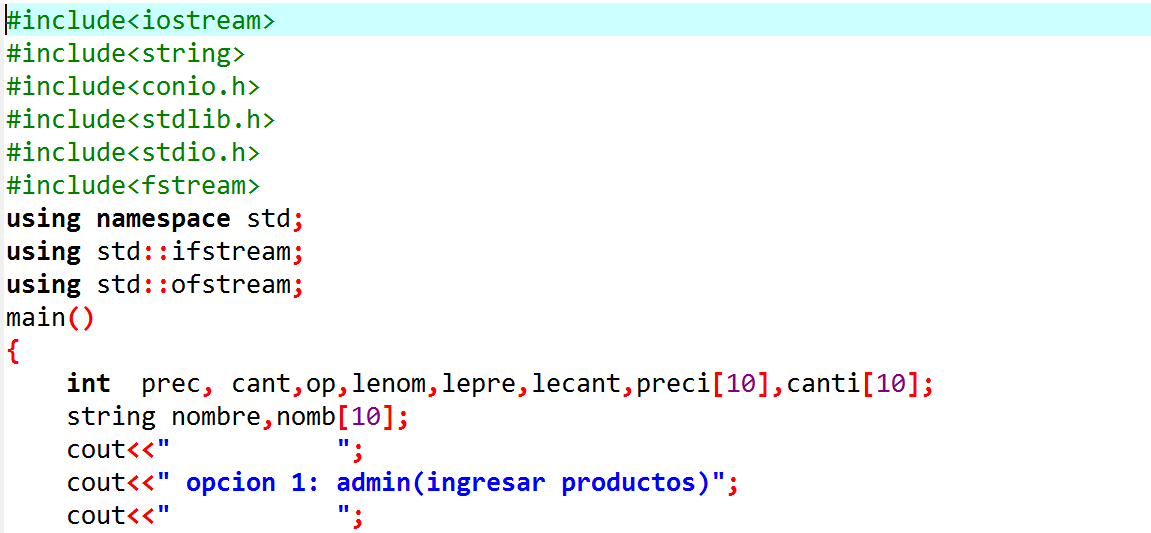 #include<iostream>
#include<string>
#include<conio.h>
#include<stdlib.h>
#include<stdio.h>
#include<fstream>
using namespace std;
using std::ifstream;
using std::ofstream;
main()
{
    int  prec, cant,op,lenom,lepre,lecant,preci[10],canti[10];
    string nombre,nomb[10];
    cout<<"           ";
    cout<<" opcion 1: admin(ingresar productos)";
    cout<<"           ";